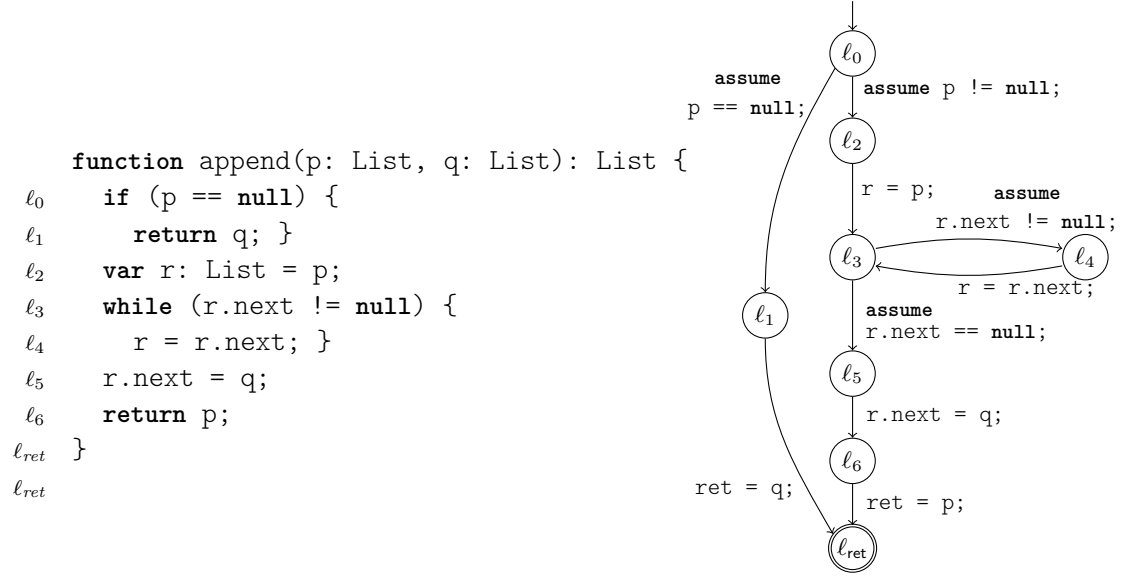 function append(p: List, q: List): List {
ℓ0 if (p == null) {
ℓ1 return q; }
ℓ2 var r: List = p;
ℓ3 while (r.next != null) {
ℓ4 r = r.next; }
ℓ5 r.next = q;
ℓ6 return p;
ℓret }
ℓret
ℓ0
assume
p == null;
assume p != null;
ℓ2
r = p;
assume
r.next != null;
ℓ3
ℓ4
r = r.next;
ℓ1
assume
r.next == null;
ℓ5
r.next = q;
ℓ6
ret = q;
ret = p;
ℓret